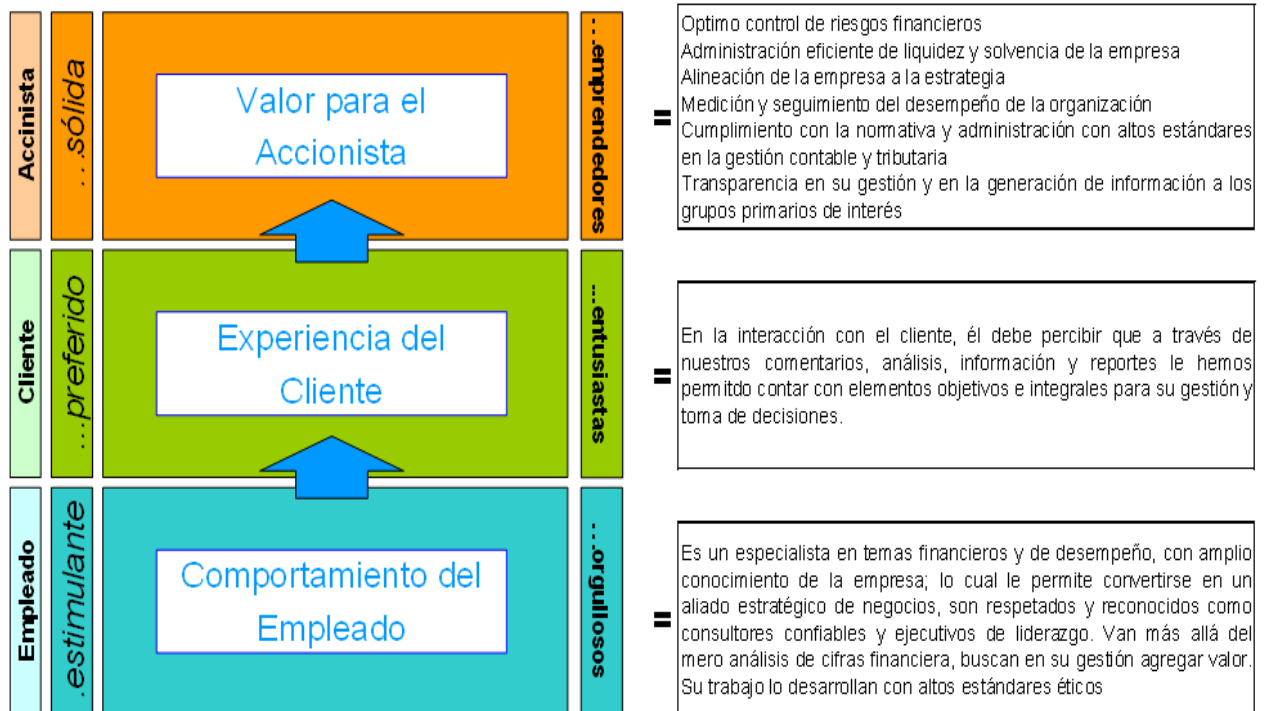 Accinista
...sólida
Valor para el
Accionista
...emprendedores
=
Optimo control de riesgos financieros
Administración eficiente de liquidez y solvencia de la empresa
Alineación de la empresa a la estrategia
Medición y seguimiento del desempeño de la organización
Cumplimiento con la normativa y administración con altos estándares
en la gestión contable y tributaria
Transparencia en su gestión y en la generación de información a los
grupos primarios de interés
Cliente
...preferido
Experiencia del
Cliente
...entusiastas
=
En la interacción con el cliente, él debe percibir que a través de
nuestros comentarios, análisis, información y reportes le hemos
permitdo contar con elementos objetivos e integrales para su gestión y
toma de decisiones.
Empleado
.estimulante
Comportamiento del
Empleado
...orgullosos
=
Es un especialista en temas financieros y de desempeño, con amplio
conocimiento de la empresa; lo cual le permite convertirse en un
aliado estratégico de negocios, son respetados y reconocidos como
consultores confiables y ejecutivos de liderazgo. Van más allá del
mero análisis de cifras financiera, buscan en su gestión agregar valor.
Su trabajo lo desarrollan con altos estándares éticos